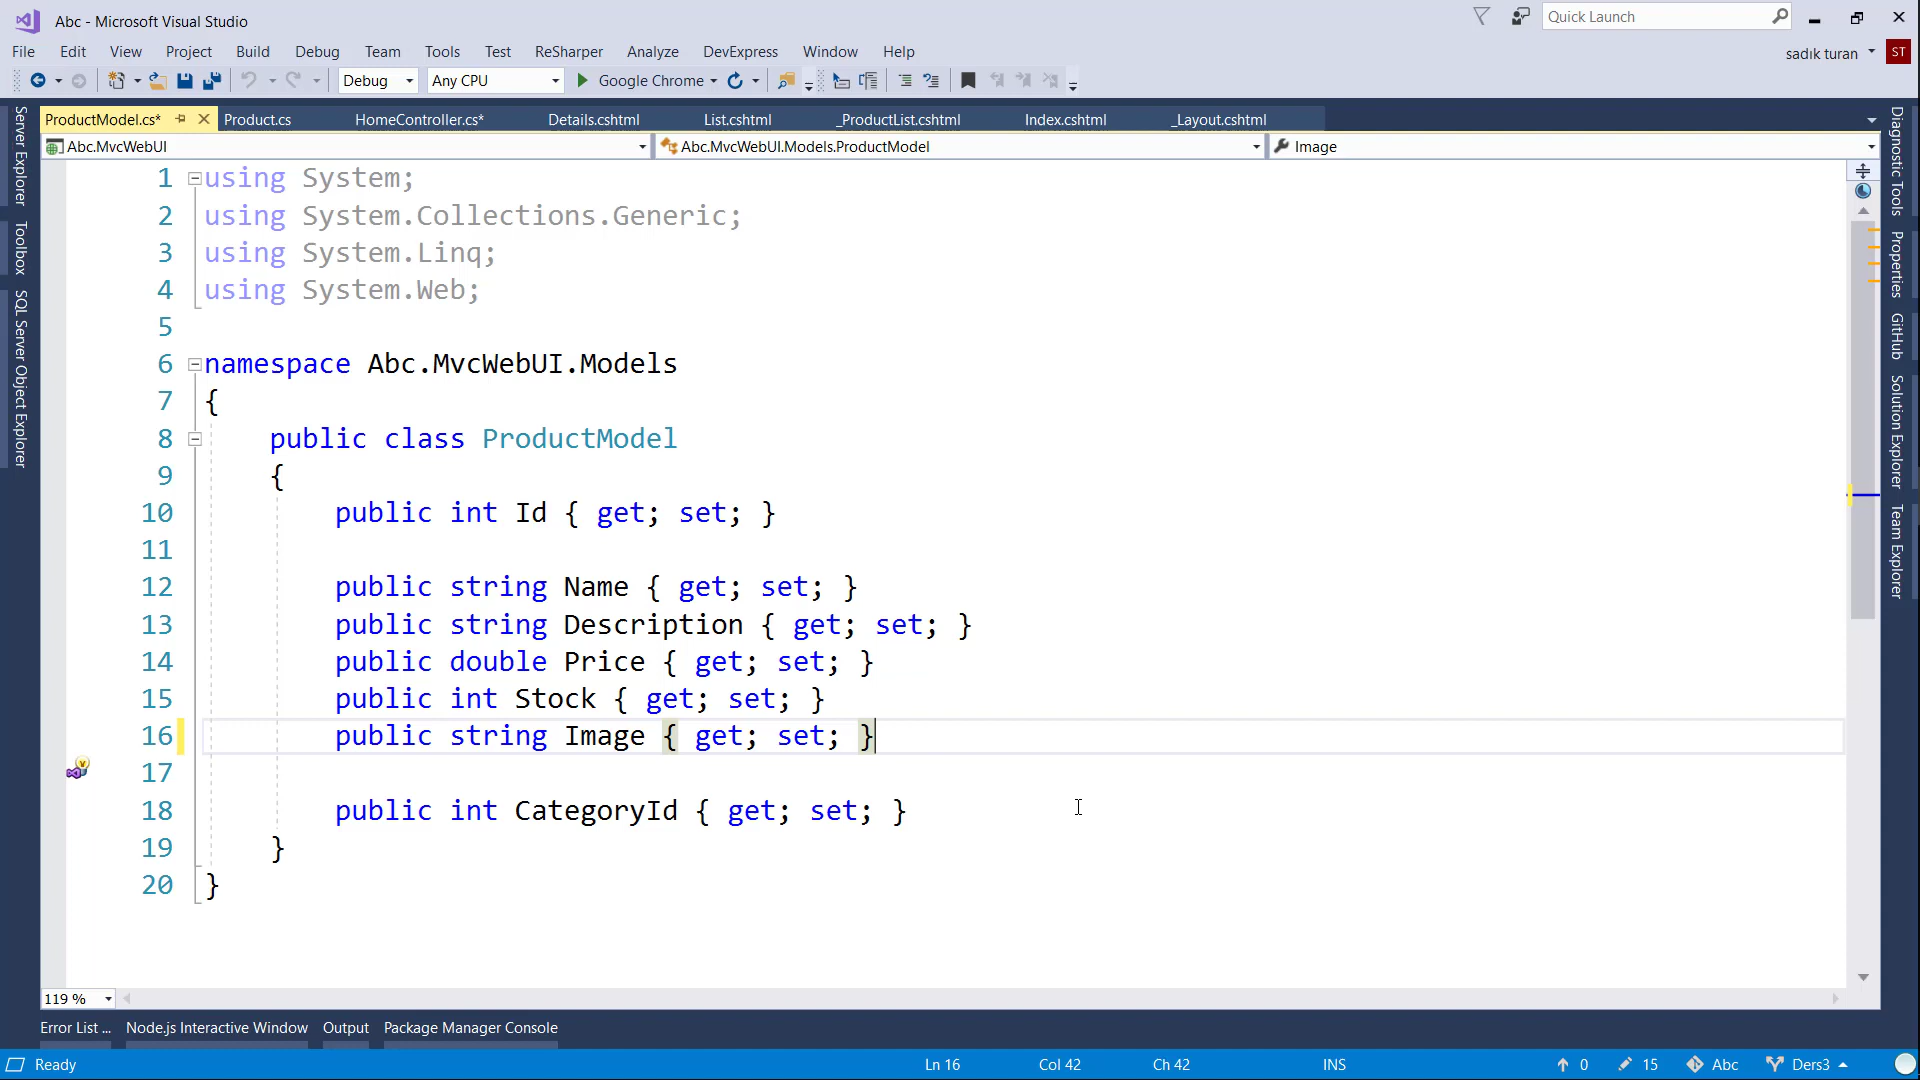 Abc - Microsoft Visual Studio
Quick Launch
File Edit View Project Build Debug Team Tools Test ReSharper Analyze DevExpress Window Help
sadık turan ST
Debug Any CPU Google Chrome
ProductModel.cs* Product.cs HomeController.cs* Details.cshtml List.cshtml _ProductList.cshtml Index.cshtml _Layout.cshtml
Abc.MvcWebUI Abc.MvcWebUI.Models.ProductModel Image
Server Explorer
Toolbox
SQL Server Object Explorer
1 using System;
2 using System.Collections.Generic;
3 using System.Linq;
4 using System.Web;
5
6 namespace Abc.MvcWebUI.Models
7 {
8 public class ProductModel
9 {
10 public int Id { get; set; }
11
12 public string Name { get; set; }
13 public string Description { get; set; }
14 public double Price { get; set; }
15 public int Stock { get; set; }
16 public string Image { get; set; }
17
18 public int CategoryId { get; set; }
19 }
20 }
Diagnostic Tools
Properties
GitHub
Solution Explorer
Team Explorer
119 %
Error List ... Node.js Interactive Window Output Package Manager Console
Ready Ln 16 Col 42 Ch 42 INS 0 15 Abc Ders3